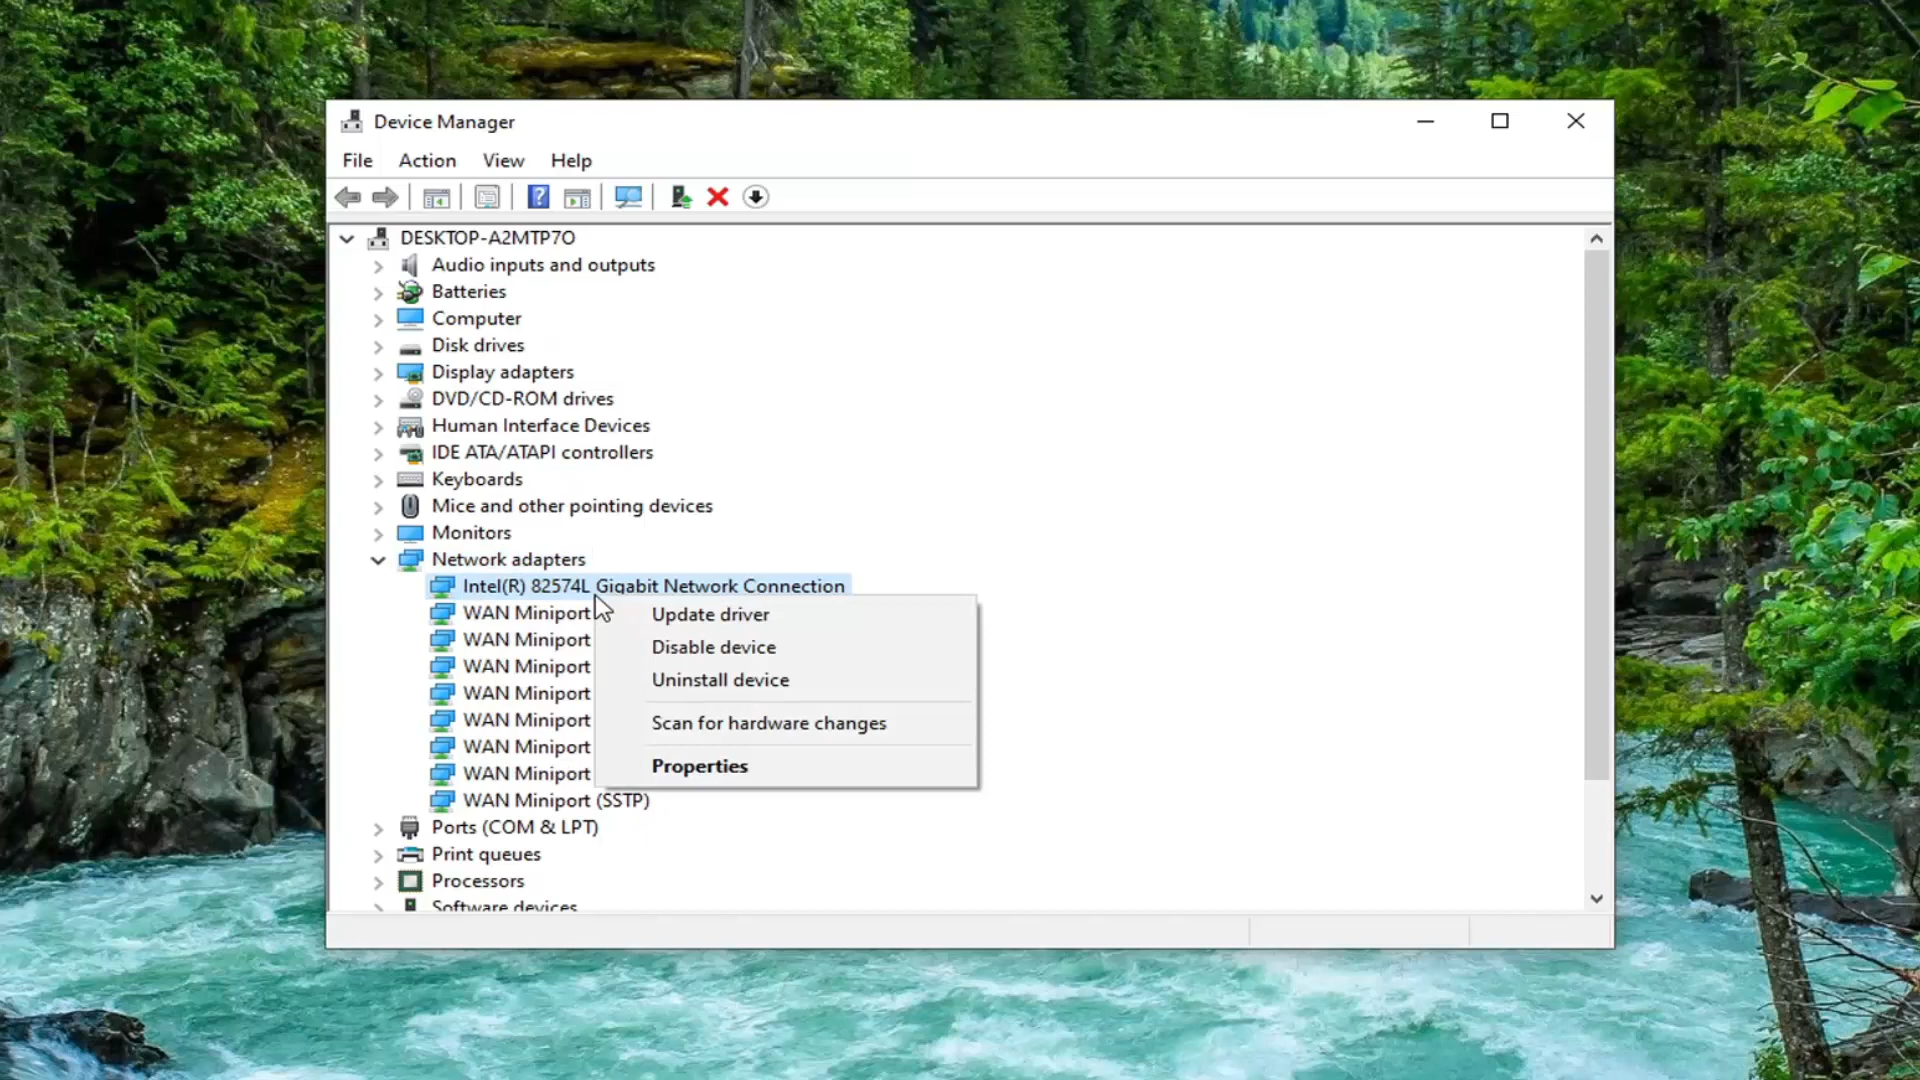 Device Manager
File Action View Help
DESKTOP-A2MTP7O
Audio inputs and outputs
Batteries
Computer
Disk drives
Display adapters
DVD/CD-ROM drives
Human Interface Devices
IDE ATA/ATAPI controllers
Keyboards
Mice and other pointing devices
Monitors
Network adapters
Intel(R) 82574L Gigabit Network Connection
WAN Miniport
WAN Miniport
WAN Miniport
WAN Miniport
WAN Miniport
WAN Miniport
WAN Miniport
WAN Miniport (SSTP)
Update driver
Disable device
Uninstall device
Scan for hardware changes
Properties
Ports (COM & LPT)
Print queues
Processors
Software devices